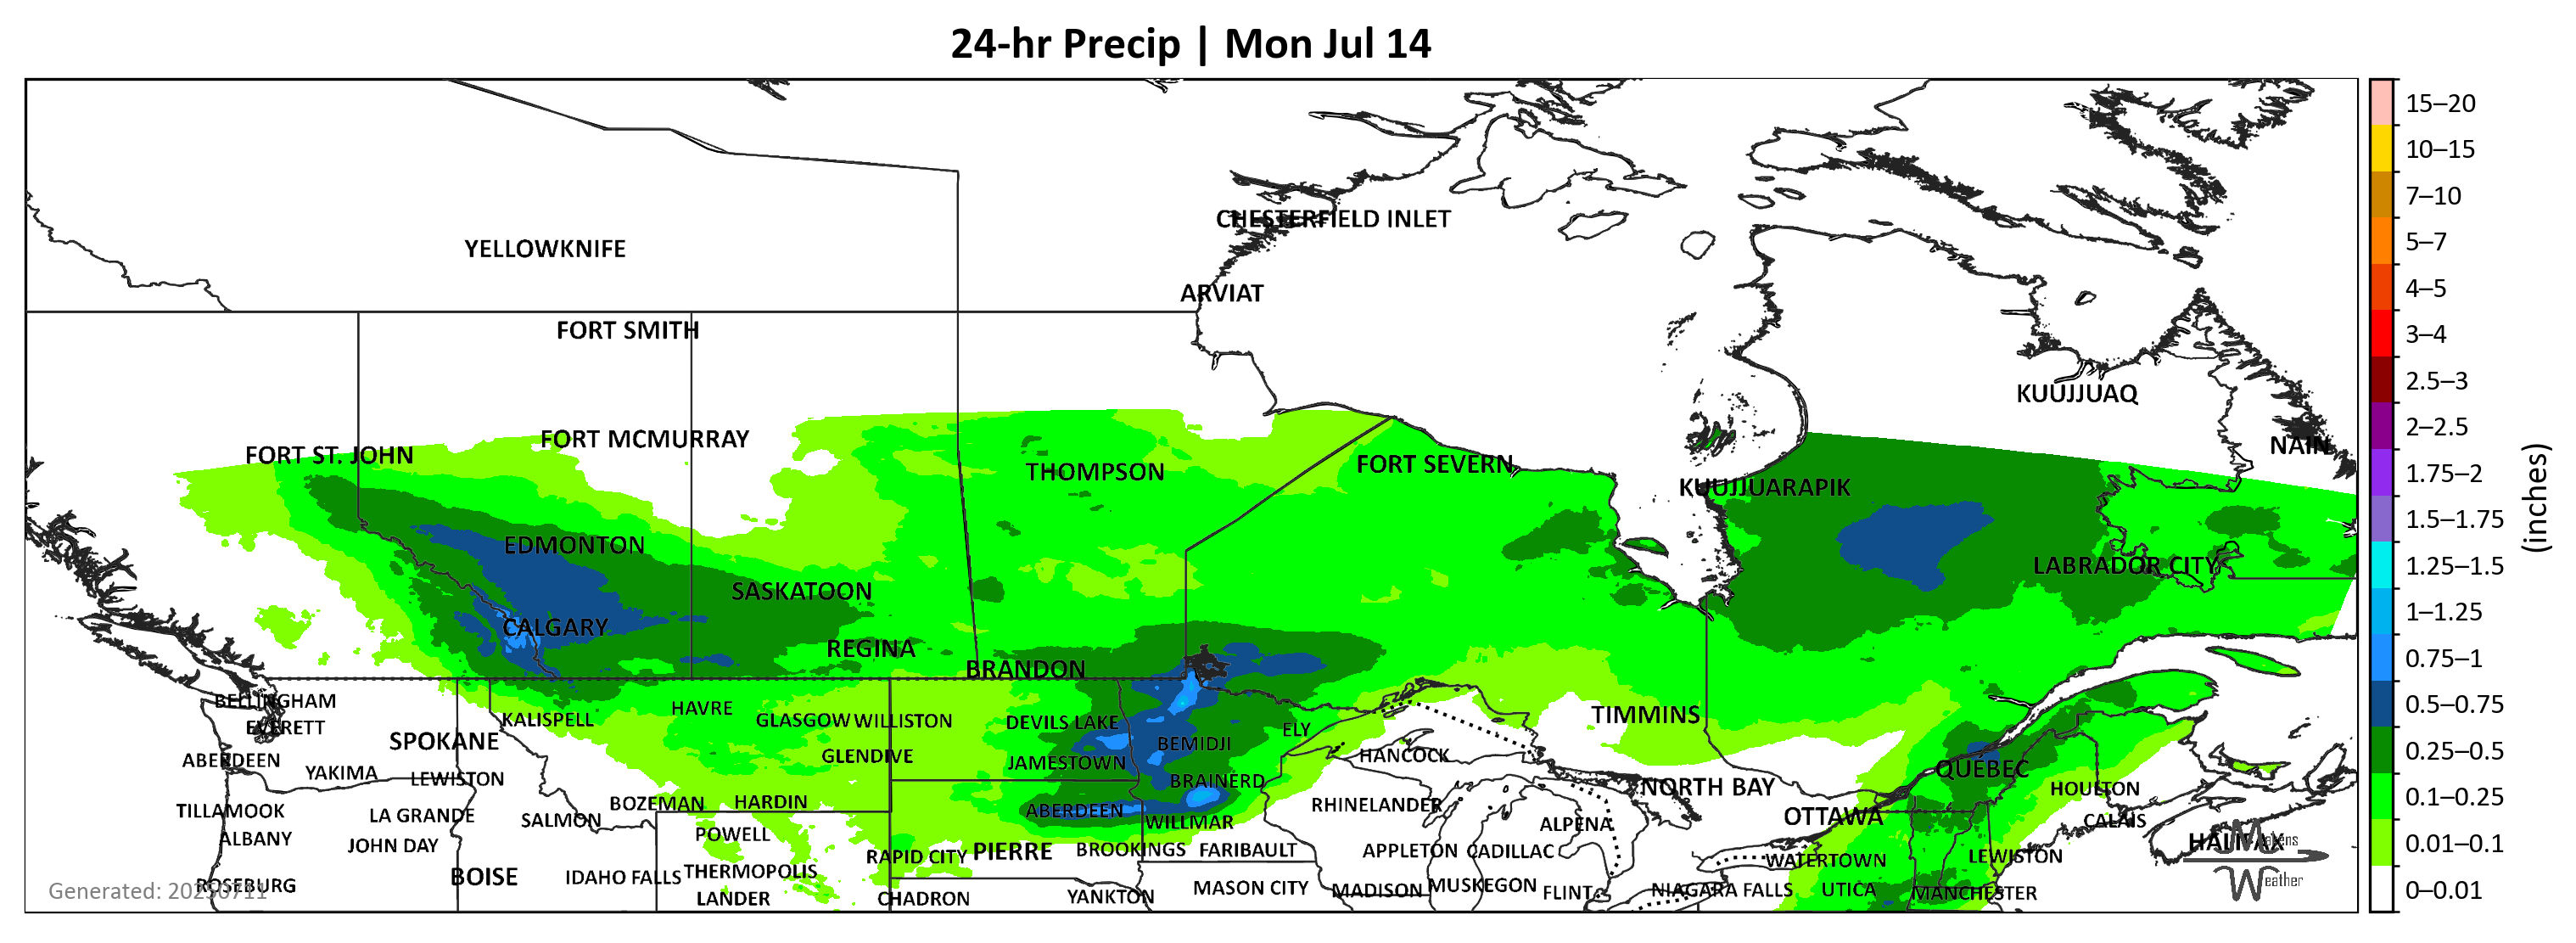 24-hr Precip | Mon Jul 14
CHESTERFIELD INLET
YELLOWKNIFE
ARVIAT
FORT SMITH
KUUJJUAQ
FORT MCMURRAY
NAIN
FORT ST. JOHN
FORT SEVERN
THOMPSON
KUUJJUARAPIK
EDMONTON
LABRADOR CITY
SASKATOON
CALGARY
REGINA
BRANDON
BELLINGHAM
HAVRE
TIMMINS
KALISPELL GLASGOW WILLISTON DEVILS LAKE
EVERETT ELY
SPOKANE BEMIDJI
ABERDEEN GLENDIVE JAMESTOWN HANCOCK
YAKIMA LEWISTON BRAINERD QUÉBEC
NORTH BAY HOULTON
BOZEMAN HARDIN RHINELANDER
TILLAMOOK LA GRANDE SALMON ABERDEEN WILLMAR ALPENA OTTAWA CALAIS
ALBANY JOHN DAY POWELL HALIFAX
RAPID CITY PIERRE BROOKINGS FARIBAULT APPLETON CADILLAC WATERTOWN LEWISTON
BOISE IDAHO FALLS THERMOPOLIS
ROSEBURG MASON CITY MADISON MUSKEGON FLINT NIAGARA FALLS UTICA MANCHESTER
LANDER CHADRON YANKTON
Generated: 20250711
eather
15–20
10–15
7–10
5–7
4–5
3–4
2.5–3
2–2.5
1.75–2
1.5–1.75
1.25–1.5
1–1.25
0.75–1
0.5–0.75
0.25–0.5
0.1–0.25
0.01–0.1
0–0.01
(inches)